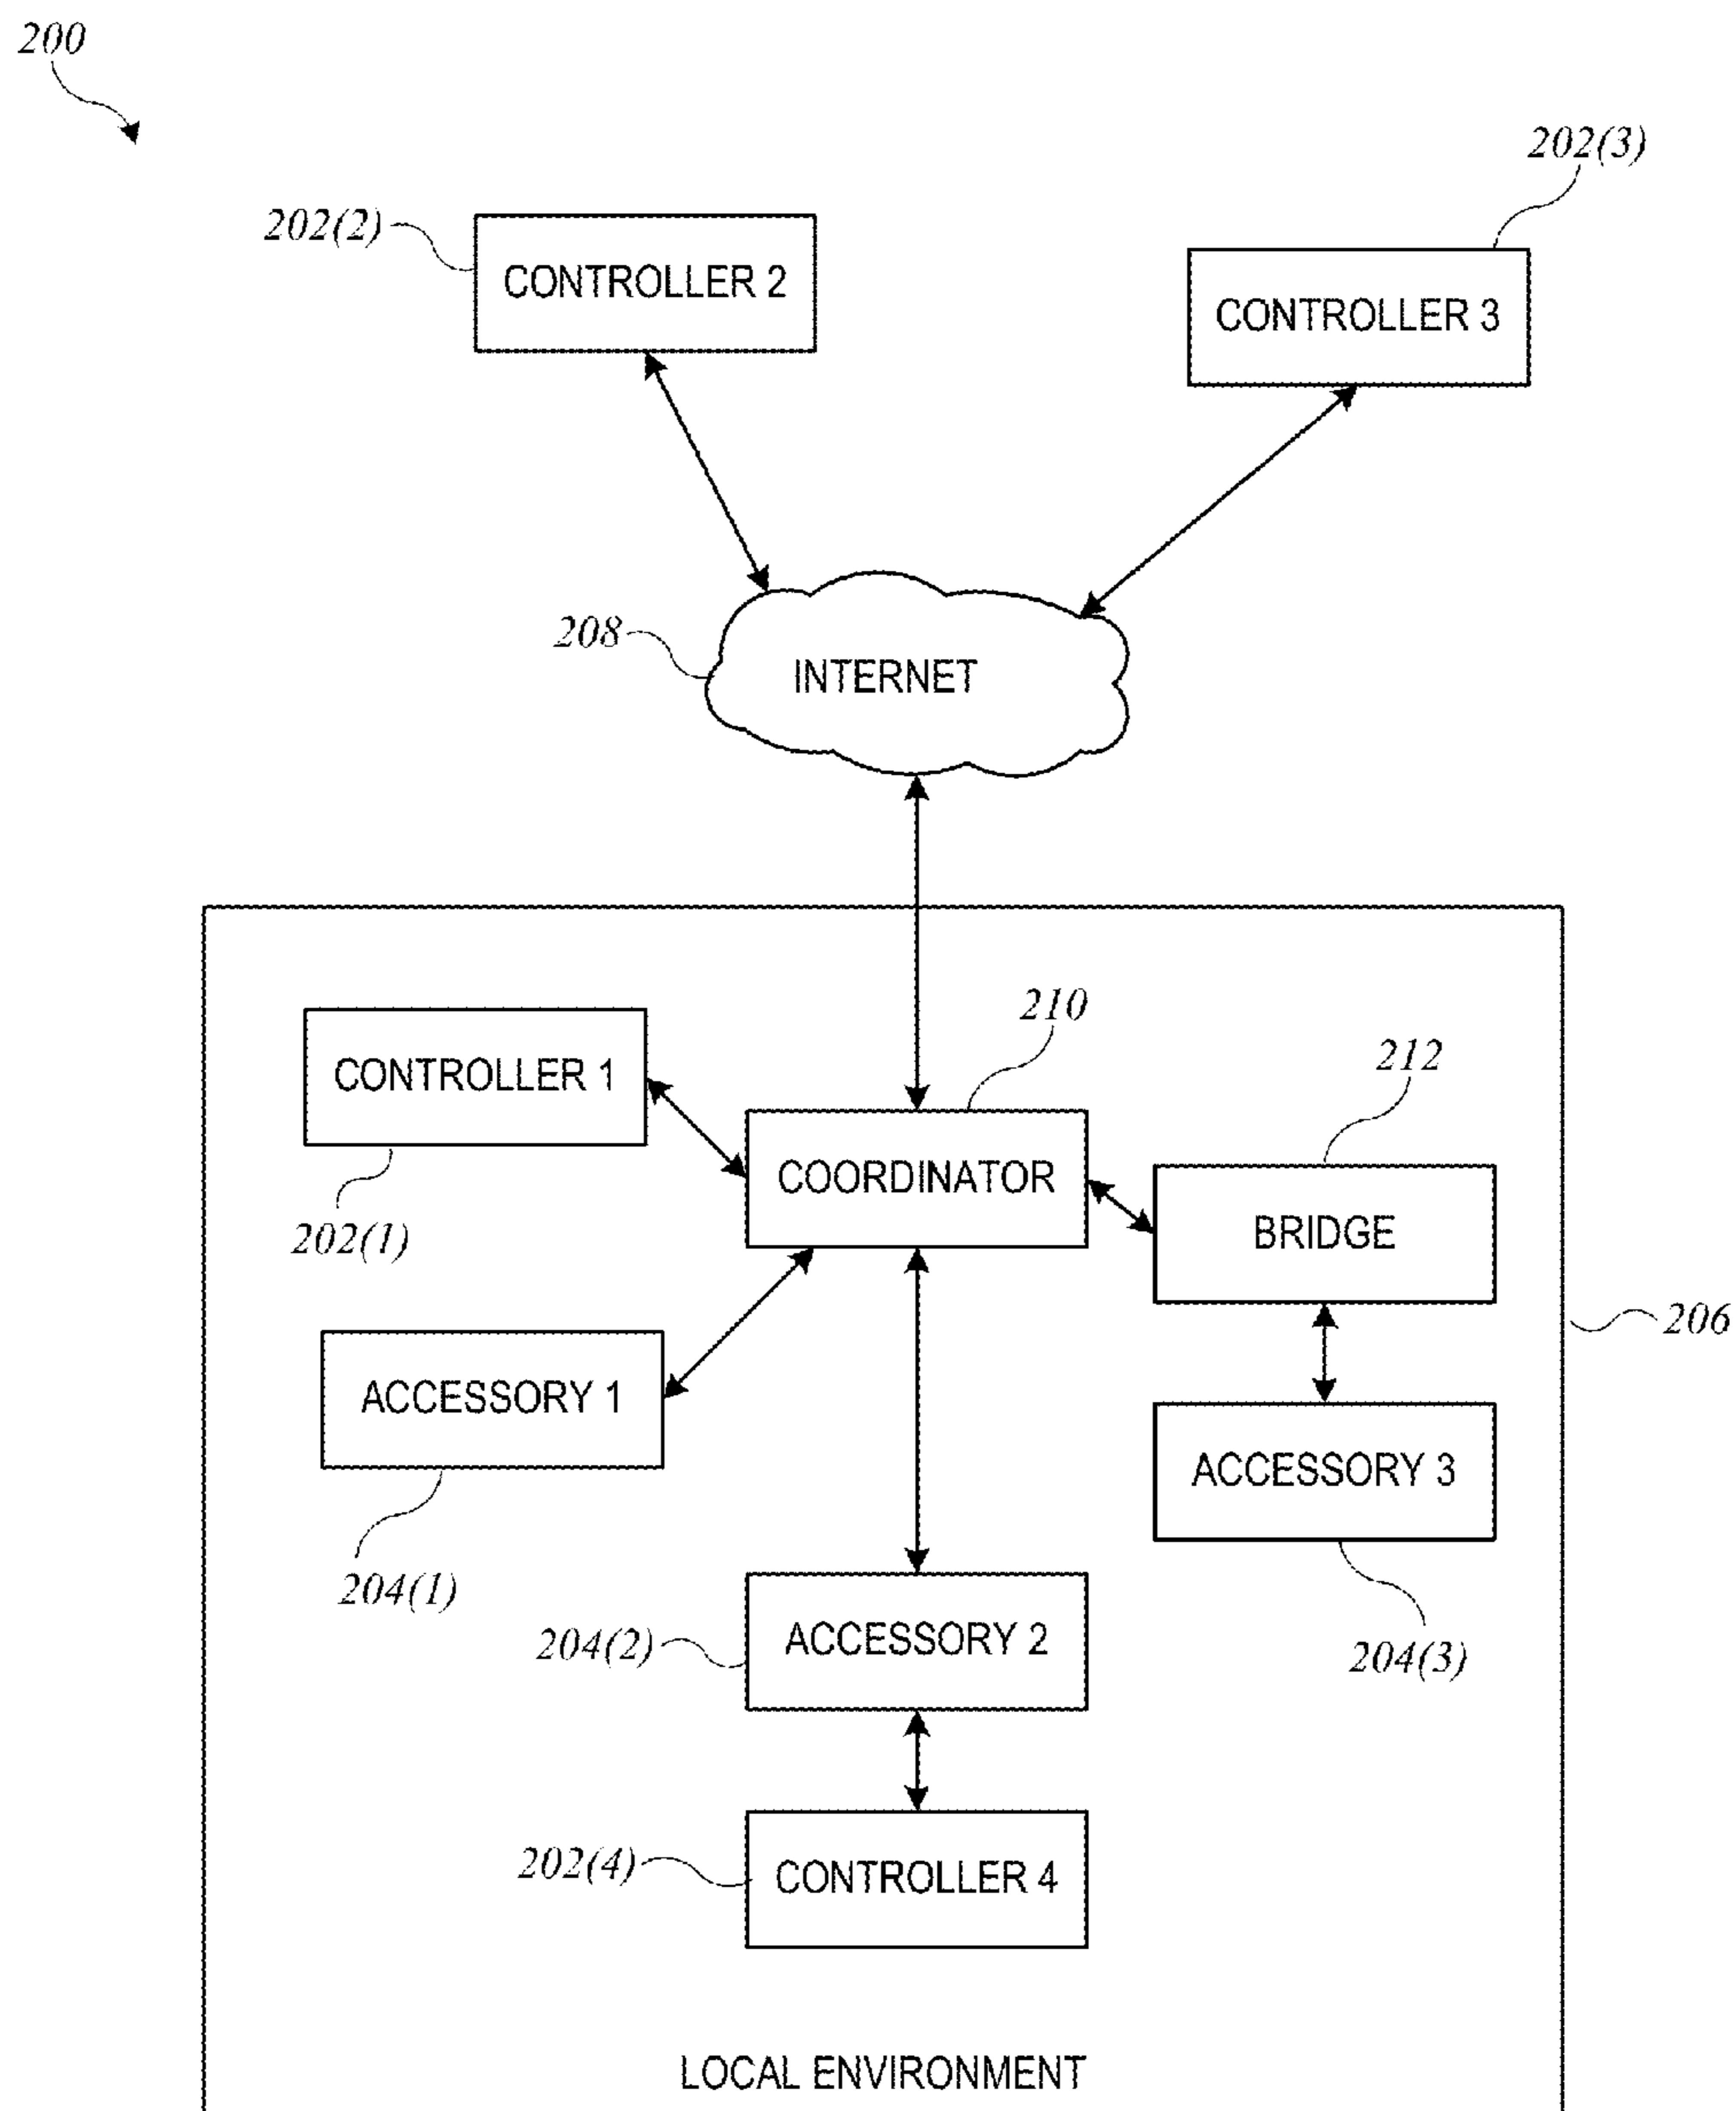 200
202(3)
202(2)
CONTROLLER 2
CONTROLLER 3
208
INTERNET
210
CONTROLLER 1
212
COORDINATOR
BRIDGE
202(1)
206
ACCESSORY 1
ACCESSORY 3
204(1)
ACCESSORY 2
204(2)
204(3)
202(4)
CONTROLLER 4
LOCAL ENVIRONMENT